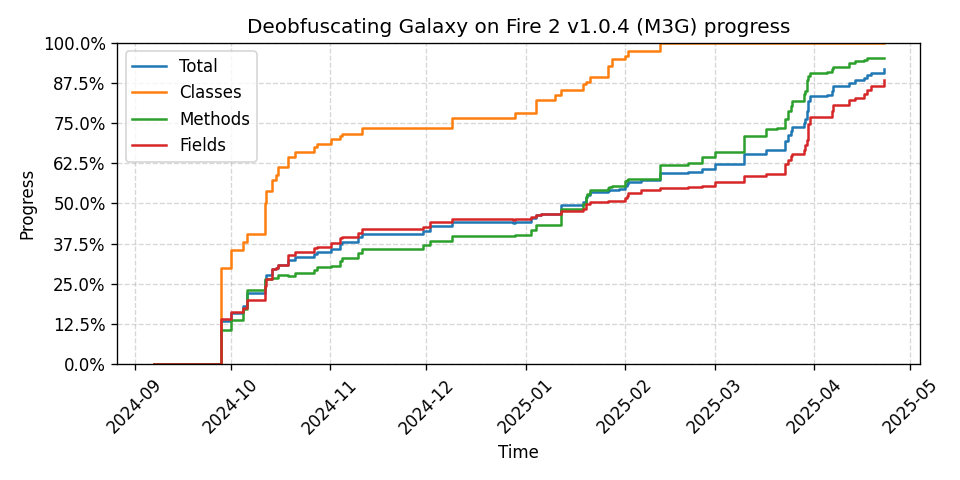 Deobfuscating Galaxy on Fire 2 v1.0.4 (M3G) progress
100.0%
87.5%
75.0%
62.5%
50.0%
37.5%
25.0%
12.5%
0.0%
Progress
Total
Classes
Methods
Fields
2024-09
2024-10
2024-11
2024-12
2025-01
2025-02
2025-03
2025-04
2025-05
Time